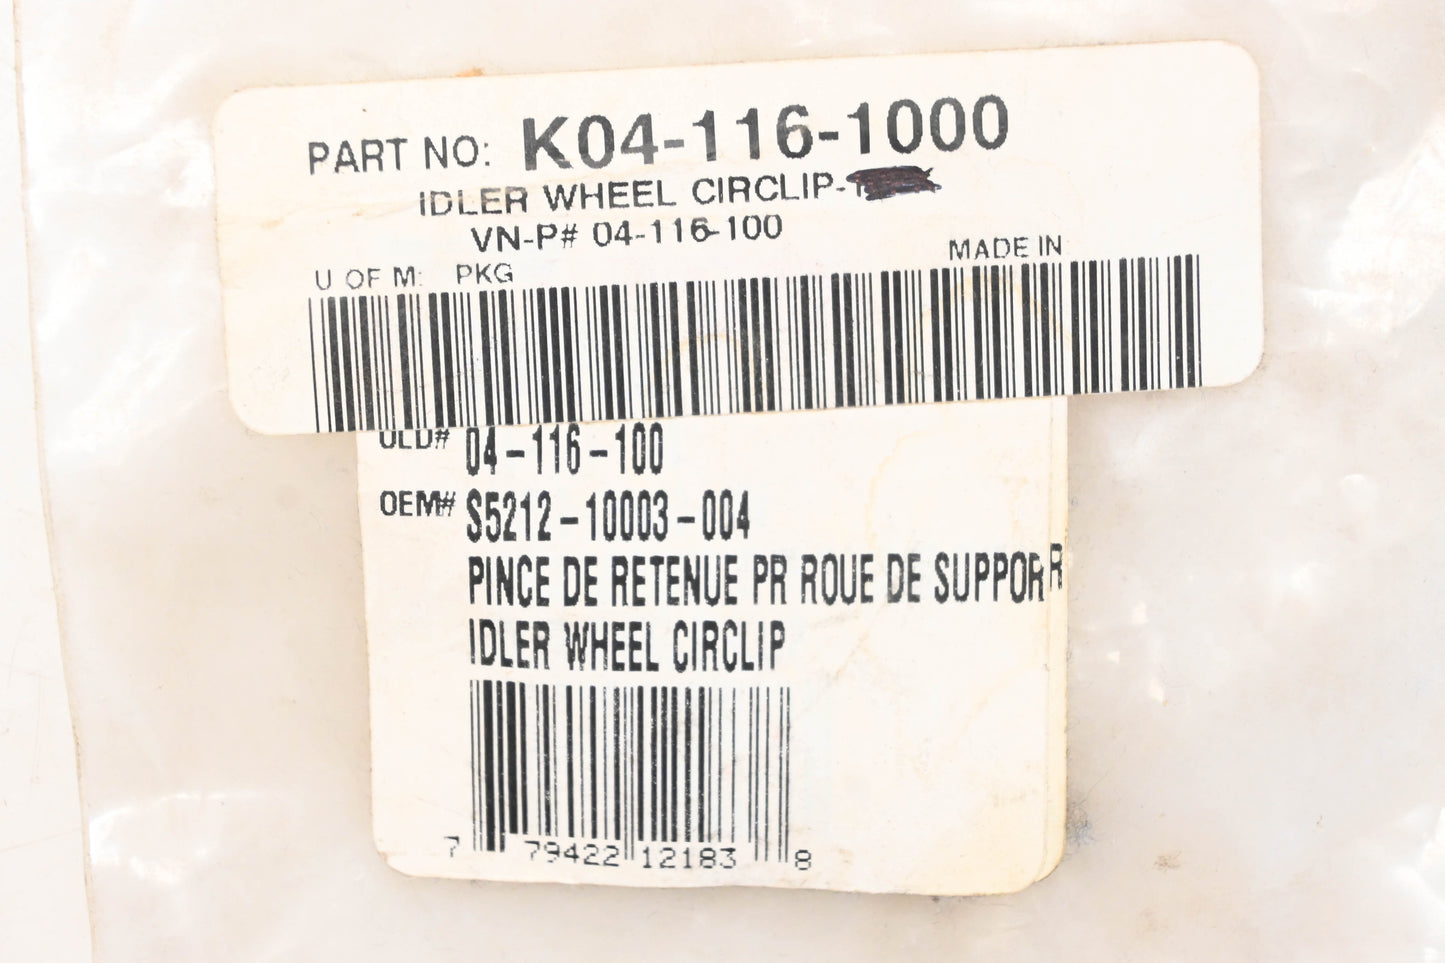 PART NO: K04-116-1000
IDLER WHEEL CIRCLIP-
VN-P# 04-116-100
U OF M: PKG
MADE IN
OLD# 04-116-100
OEM# S5212-10003-004
PINCE DE RETENUE PR ROUE DE SUPPOR R
IDLER WHEEL CIRCLIP
7 79422 12183 8